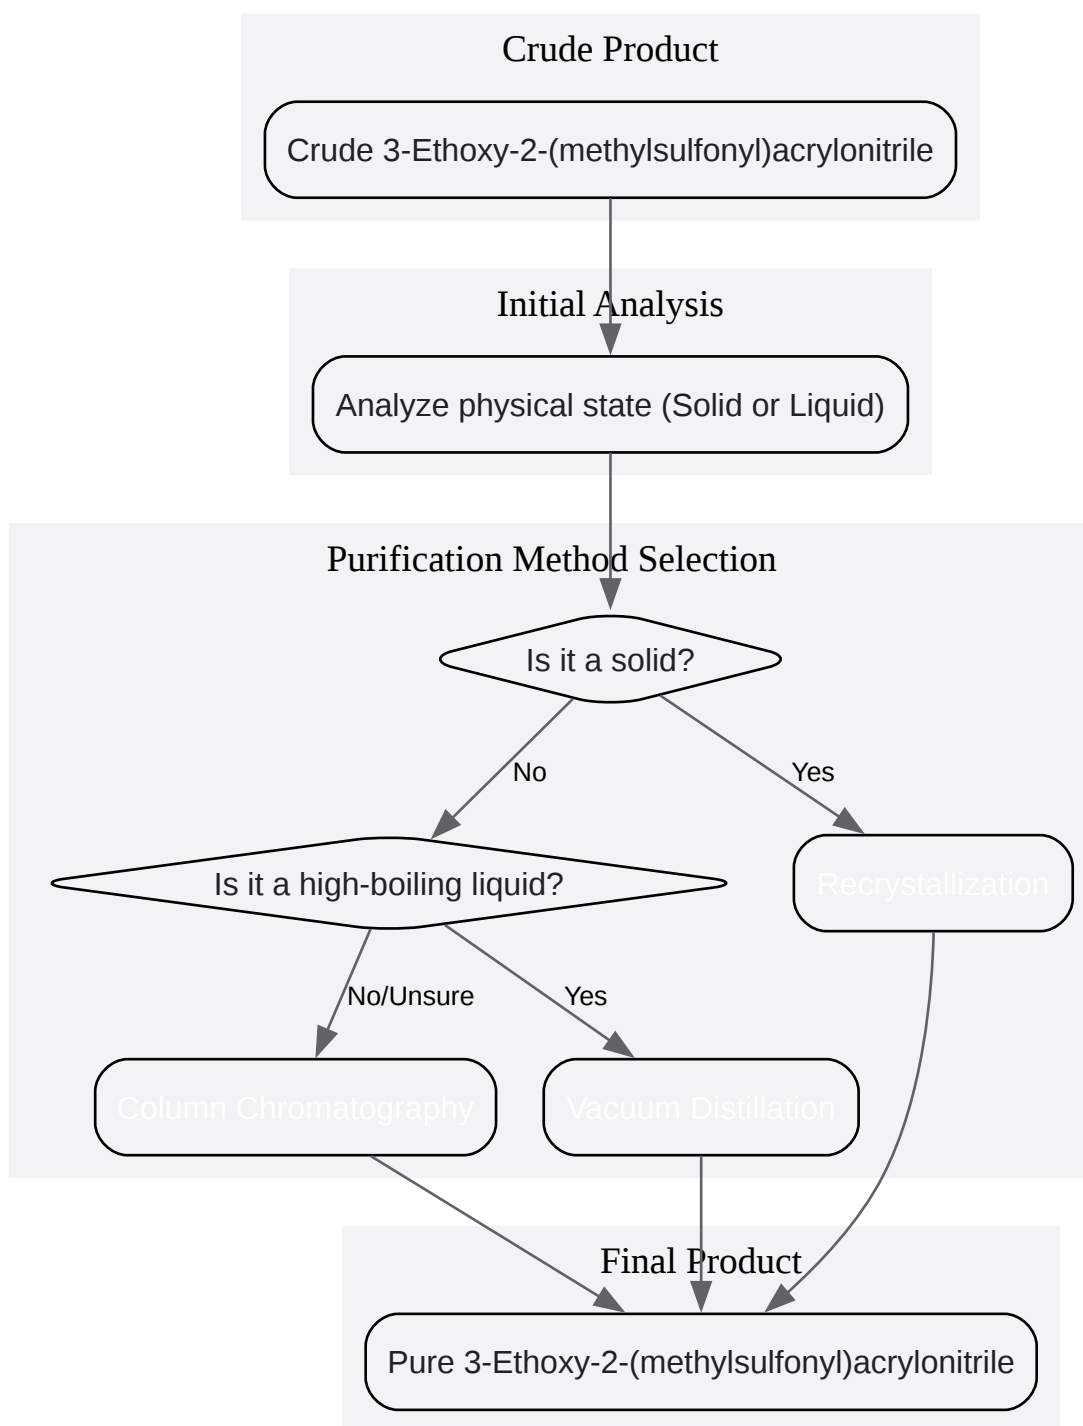 Crude Product
Crude 3-Ethoxy-2-(methylsulfonyl)acrylonitrile
Initial Analysis
Analyze physical state (Solid or Liquid)
Purification Method Selection
Is it a solid?
No
Yes
Is it a high-boiling liquid?
Recrystallization
No/Unsure
Yes
Column Chromatography
Vacuum Distillation
Final Product
Pure 3-Ethoxy-2-(methylsulfonyl)acrylonitrile